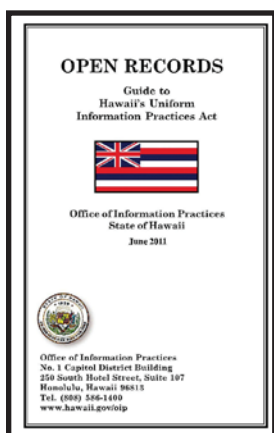 OPEN RECORDS
Guide to
Hawaii's Uniform
Information Practices Act
Office of Information Practices
State of Hawaii
June 2011
Office of Information Practices
No. 1 Capitol District Building
250 South Hotel Street, Suite 107
Honolulu, Hawaii 96813
Tel. (808) 586-1400
www.hawaii.gov/oip